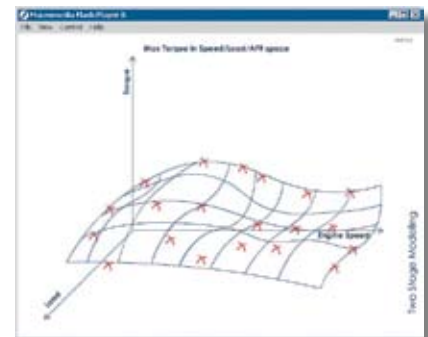 Macromedia Flash Player 6
File View Control Help
Max Torque in Speed/Load/AFR space
Torque
Engine Speed
Load
Two Stage Modelling